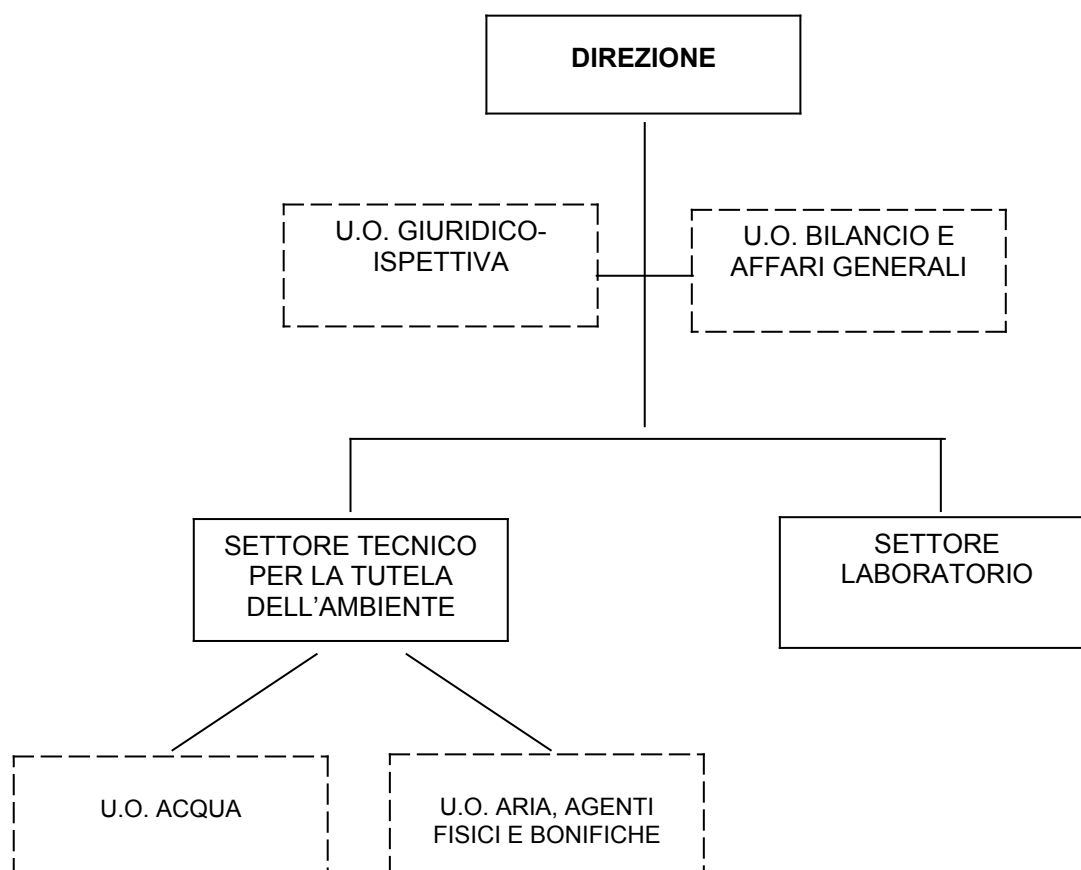 DIREZIONE
U.O. GIURIDICO-
ISPETTIVA
U.O. BILANCIO E
AFFARI GENERALI
SETTORE TECNICO
PER LA TUTELA
DELL’AMBIENTE
SETTORE
LABORATORIO
U.O. ACQUA
U.O. ARIA, AGENTI
FISICI E BONIFICHE